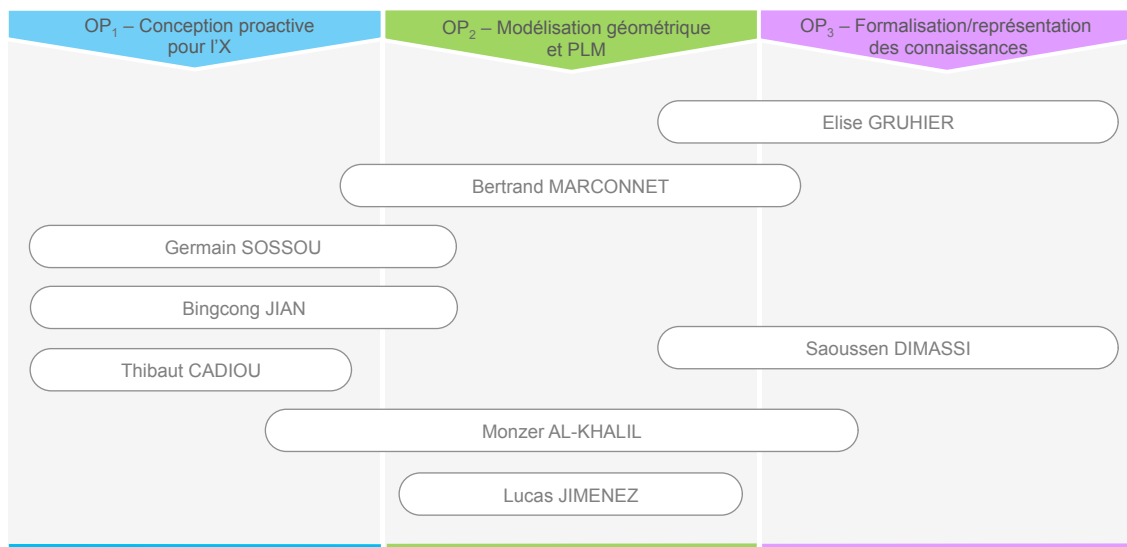 OP₁ – Conception proactive
pour l'X
OP₂ – Modélisation géométrique
et PLM
OP₃ – Formalisation/représentation
des connaissances
Elise GRUHIER
Bertrand MARCONNET
Germain SOSSOU
Bingcong JIAN
Saoussen DIMASSI
Thibaut CADIOU
Monzer AL-KHALIL
Lucas JIMENEZ